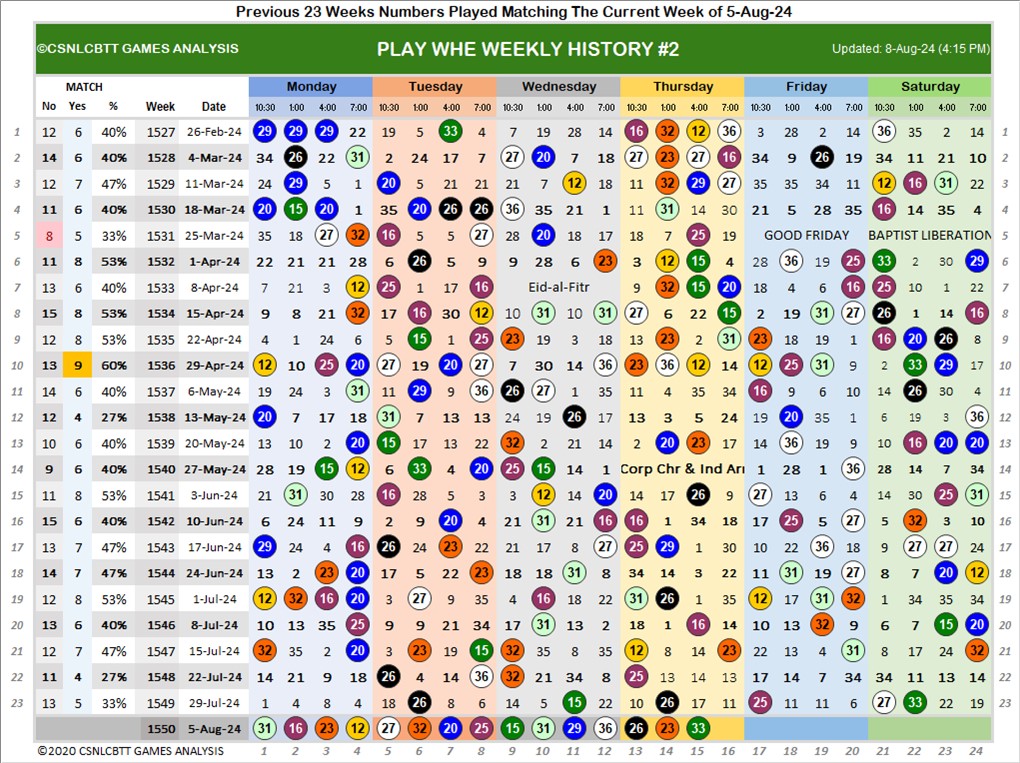 Previous 23 Weeks Numbers Played Matching The Current Week of 5-Aug-24
©CSNLCBTT GAMES ANALYSIS PLAY WHE WEEKLY HISTORY #2 Updated: 8-Aug-24 (4:15 PM)
MATCH Monday Tuesday Wednesday Thursday Friday Saturday
No Yes % Week Date 10:30 1:00 4:00 7:00 10:30 1:00 4:00 7:00 10:30 1:00 4:00 7:00 10:30 1:00 4:00 7:00 10:30 1:00 4:00 7:00 10:30 1:00 4:00 7:00
1 12 6 40% 1527 26-Feb-24 29 29 29 22 19 5 33 4 7 19 28 14 16 32 12 36 3 28 2 14 36 35 2 14 1
2 14 6 40% 1528 4-Mar-24 34 26 22 31 2 24 17 7 27 20 7 18 27 23 27 16 34 9 26 19 34 11 21 10 2
3 12 7 47% 1529 11-Mar-24 24 29 5 1 20 5 21 21 21 7 12 18 11 32 29 27 35 35 34 11 12 16 31 22 3
4 11 6 40% 1530 18-Mar-24 20 15 20 1 35 20 26 26 36 35 21 1 11 31 14 30 21 5 28 35 16 14 35 4 4
5 8 5 33% 1531 25-Mar-24 35 18 27 32 16 5 5 27 28 20 18 17 18 7 25 19 GOOD FRIDAY BAPTIST LIBERATION 5
6 11 8 53% 1532 1-Apr-24 22 21 21 28 6 26 5 9 9 28 6 23 3 12 15 4 28 36 19 25 33 2 30 29 6
7 13 6 40% 1533 8-Apr-24 7 21 3 12 25 1 17 16 Eid-al-Fitr 9 32 15 20 18 4 6 16 25 10 1 22 7
8 15 8 53% 1534 15-Apr-24 9 8 21 32 17 16 30 12 10 31 10 31 27 6 22 15 2 19 31 27 26 1 14 16 8
9 12 8 53% 1535 22-Apr-24 4 1 24 6 5 15 1 25 23 19 3 18 13 23 2 31 23 18 19 1 16 20 26 8 9
10 13 9 60% 1536 29-Apr-24 12 10 25 20 27 19 20 27 7 30 14 36 23 36 12 14 12 25 31 9 2 33 29 17 10
11 14 6 40% 1537 6-May-24 19 24 3 31 11 29 9 36 26 27 1 35 11 4 35 34 16 9 6 10 14 26 30 4 11
12 12 4 27% 1538 13-May-24 20 7 17 18 31 7 13 13 24 19 26 17 13 3 5 24 19 20 35 1 6 19 3 36 12
13 10 6 40% 1539 20-May-24 13 10 2 20 15 17 13 22 32 2 21 14 2 20 23 17 14 36 19 9 10 16 20 20 13
14 9 6 40% 1540 27-May-24 28 19 15 12 6 33 4 20 25 15 14 1 Corp Chr & Ind Arr 1 28 1 36 28 14 7 34 14
15 11 8 53% 1541 3-Jun-24 21 31 30 28 16 28 5 3 3 12 14 20 14 17 26 9 27 13 6 4 14 30 25 31 15
16 15 6 40% 1542 10-Jun-24 6 24 11 9 2 9 20 4 21 31 21 16 16 1 34 18 17 25 5 27 5 32 3 10 16
17 13 7 47% 1543 17-Jun-24 29 24 4 16 26 24 23 22 21 17 8 27 25 29 1 30 10 22 36 18 9 27 27 24 17
18 14 7 47% 1544 24-Jun-24 13 2 23 20 17 5 22 23 18 18 31 8 34 14 3 22 11 31 19 27 8 7 20 12 18
19 12 8 53% 1545 1-Jul-24 12 32 16 20 3 27 9 35 4 16 18 22 31 26 1 35 12 17 31 32 1 34 35 34 19
20 13 6 40% 1546 8-Jul-24 10 13 35 25 9 9 21 34 17 31 13 2 18 1 16 14 10 13 32 9 6 7 15 20 20
21 12 7 47% 1547 15-Jul-24 32 35 2 20 3 23 19 15 32 35 8 35 12 8 14 23 22 13 4 31 8 17 24 32 21
22 11 4 27% 1548 22-Jul-24 14 21 9 18 26 4 14 36 32 21 34 8 25 13 14 13 17 14 7 34 34 11 13 14 22
23 13 5 33% 1549 29-Jul-24 1 4 8 4 18 26 8 6 14 5 15 22 10 26 17 13 25 11 11 6 27 33 22 19 23
1550 5-Aug-24 31 16 23 12 27 32 20 25 15 31 29 36 26 23 33
©2020 CSNLCBTT GAMES ANALYSIS 1 2 3 4 5 6 7 8 9 10 11 12 13 14 15 16 17 18 19 20 21 22 23 24